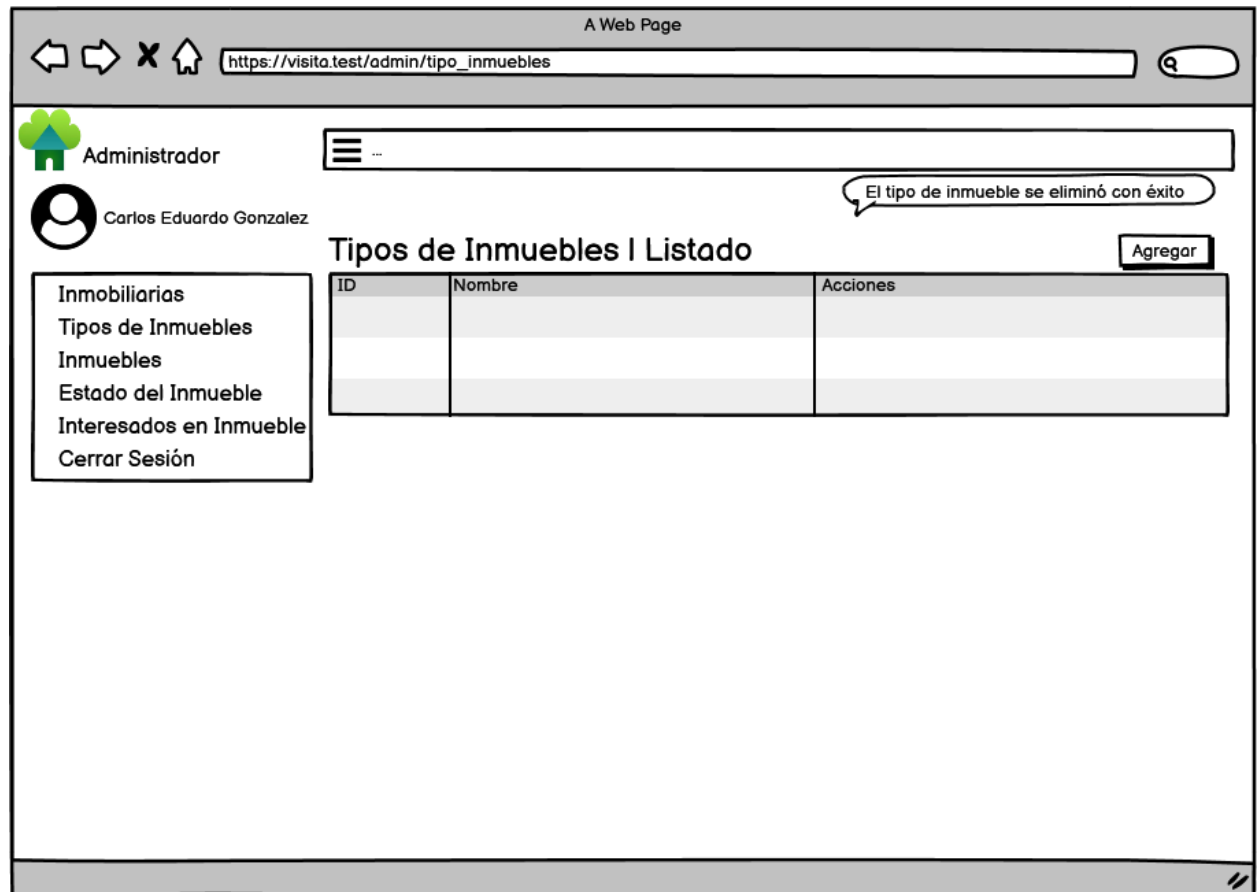 A Web Page
https://visita.test/admin/tipo_inmuebles
Administrador
...
El tipo de inmueble se eliminó con éxito
Carlos Eduardo Gonzalez
Tipos de Inmuebles | Listado
Agregar
ID Nombre Acciones
Inmobiliarias
Tipos de Inmuebles
Inmuebles
Estado del Inmueble
Interesados en Inmueble
Cerrar Sesión